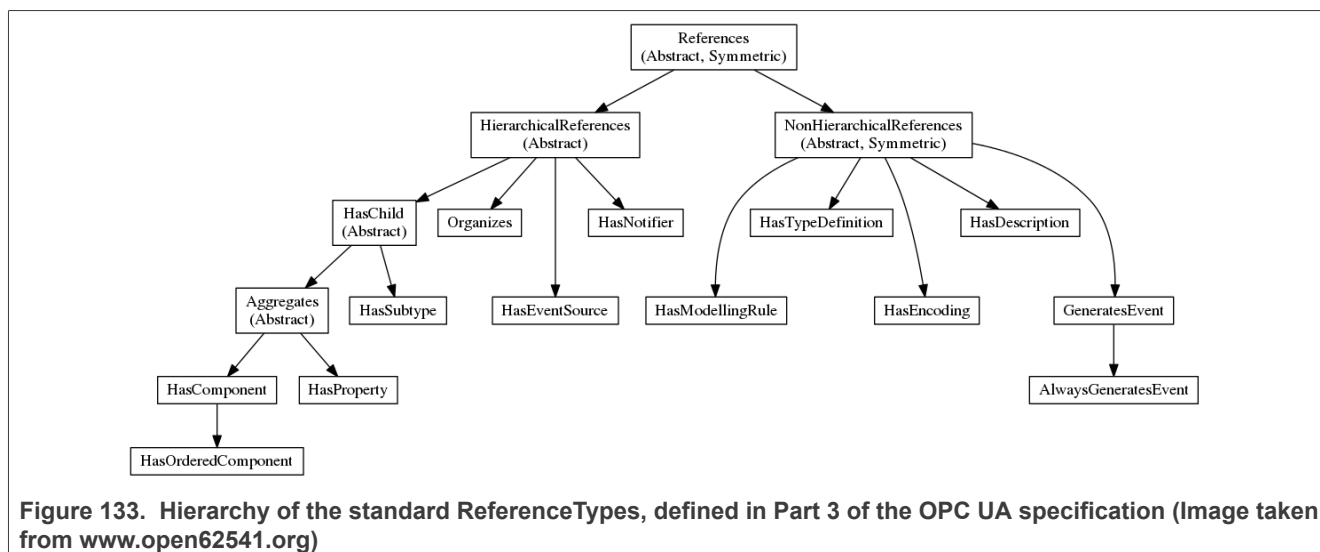 References
(Abstract, Symmetric)
HierarchicalReferences
(Abstract)
NonHierarchicalReferences
(Abstract, Symmetric)
HasChild
(Abstract)
Organizes
HasNotifier
HasTypeDefinition
HasDescription
Aggregates
(Abstract)
HasSubtype
HasEventSource
HasModellingRule
HasEncoding
GeneratesEvent
HasComponent
HasProperty
AlwaysGeneratesEvent
HasOrderedComponent
Figure 133. Hierarchy of the standard ReferenceTypes, defined in Part 3 of the OPC UA specification (Image taken
from www.open62541.org)